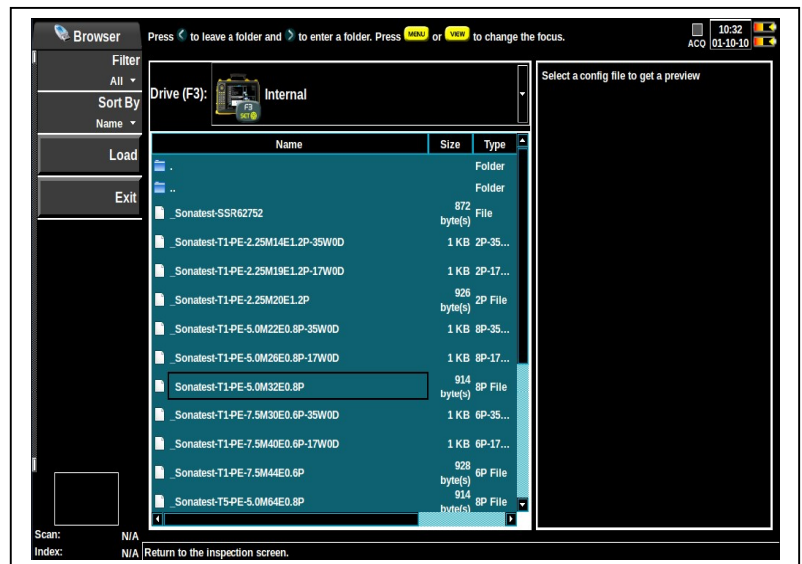 Browser
Press < to leave a folder and > to enter a folder. Press MENU or VIEW to change the focus.
ACQ
10:32
01-10-10
Filter
All
Sort By
Name
Load
Exit
Drive (F3):
F3
SET
Internal
Select a config file to get a preview
Name Size Type
. Folder
.. Folder
_Sonatest-SSR62752 872 byte(s) File
_Sonatest-T1-PE-2.25M14E1.2P-35W0D 1 KB 2P-35...
_Sonatest-T1-PE-2.25M19E1.2P-17W0D 1 KB 2P-17...
_Sonatest-T1-PE-2.25M20E1.2P 926 byte(s) 2P File
_Sonatest-T1-PE-5.0M22E0.8P-35W0D 1 KB 8P-35...
_Sonatest-T1-PE-5.0M26E0.8P-17W0D 1 KB 8P-17...
Sonatest-T1-PE-5.0M32E0.8P 914 byte(s) 8P File
_Sonatest-T1-PE-7.5M30E0.6P-35W0D 1 KB 6P-35...
_Sonatest-T1-PE-7.5M40E0.6P-17W0D 1 KB 6P-17...
_Sonatest-T1-PE-7.5M44E0.6P 928 byte(s) 6P File
_Sonatest-T5-PE-5.0M64E0.8P 914 byte(s) 8P File
Scan: N/A
Index: N/A
Return to the inspection screen.